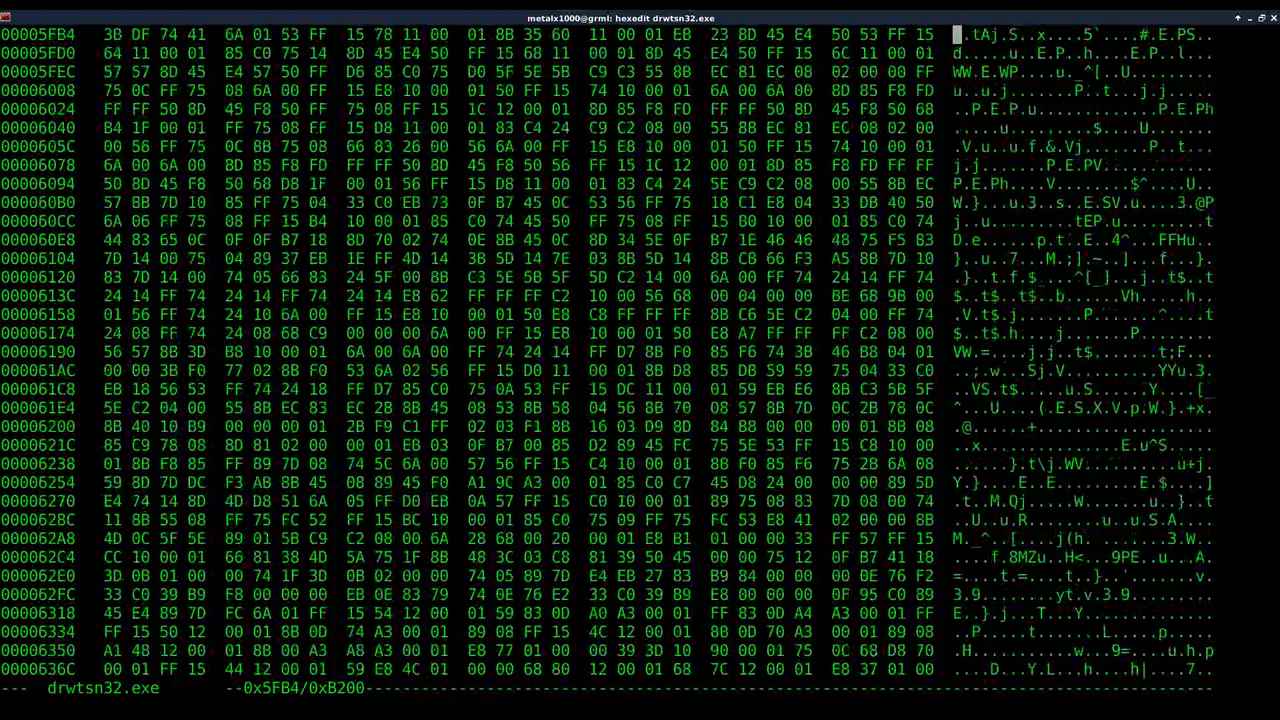 metalx1000@grml: hexedit drwtsn32.exe
00005FB4 3B DF 74 41 6A 01 53 FF 15 78 11 00 01 8B 35 60 11 00 01 EB 23 8D 45 E4 50 53 FF 15 .tAj.S..x....5`....#.E.PS..
00005FD0 64 11 00 01 85 C0 75 14 8D 45 E4 50 FF 15 68 11 00 01 8D 45 E4 50 FF 15 6C 11 00 01 d.....u..E.P..h....E.P..l...
00005FEC 57 57 8D 45 E4 57 50 FF D6 85 C0 75 D0 5F 5E 5B C9 C3 55 8B EC 81 EC 08 02 00 00 FF WW.E.WP....u._^[..U.........
00006008 75 0C FF 75 08 6A 00 FF 15 E8 10 00 01 50 FF 15 74 10 00 01 6A 00 6A 00 8D 85 F8 FD u..u.j.......P..t...j.j.....
00006024 FF FF 50 8D 45 F8 50 FF 75 08 FF 15 1C 12 00 01 8D 85 F8 FD FF FF 50 8D 45 F8 50 68 ..P.E.P.u.............P.E.Ph
00006040 B4 1F 00 01 FF 75 08 FF 15 D8 11 00 01 83 C4 24 C9 C2 08 00 55 8B EC 81 EC 08 02 00 .....u.........$....U.......
0000605C 00 56 FF 75 0C 8B 75 08 66 83 26 00 56 6A 00 FF 15 E8 10 00 01 50 FF 15 74 10 00 01 .V.u..u.f.&.Vj.......P..t...
00006078 6A 00 6A 00 8D 85 F8 FD FF FF 50 8D 45 F8 50 56 FF 15 1C 12 00 01 8D 85 F8 FD FF FF j.j.......P.E.PV............
00006094 50 8D 45 F8 50 68 D8 1F 00 01 56 FF 15 D8 11 00 01 83 C4 24 5E C9 C2 08 00 55 8B EC P.E.Ph....V........$^....U..
000060B0 57 8B 7D 10 85 FF 75 04 33 C0 EB 73 0F B7 45 0C 53 56 FF 75 18 C1 E8 04 33 DB 40 50 W.}...u.3..s..E.SV.u....3.@P
000060CC 6A 06 FF 75 08 FF 15 B4 10 00 01 85 C0 74 45 50 FF 75 08 FF 15 B0 10 00 01 85 C0 74 j..u.........tEP.u.........t
000060E8 44 83 65 0C 0F 0F B7 18 8D 70 02 74 0E 8B 45 0C 8D 34 5E 0F B7 1E 46 46 48 75 F5 83 D.e......p.t..E..4^...FFHu..
00006104 7D 14 00 75 04 89 37 EB 1E FF 4D 14 3B 5D 14 7E 03 8B 5D 14 8B CB 66 F3 A5 8B 7D 10 }..u..7...M.;].~..]...f...}.
00006120 83 7D 14 00 74 05 66 83 24 5F 00 8B C3 5E 5B 5F 5D C2 14 00 6A 00 FF 74 24 14 FF 74 .}..t.f.$_...^[_]...j..t$..t
0000613C 24 14 FF 74 24 14 FF 74 24 14 E8 62 FF FF FF C2 10 00 56 68 00 04 00 00 BE 68 9B 00 $..t$..t$..b......Vh.....h..
00006158 01 56 FF 74 24 10 6A 00 FF 15 E8 10 00 01 50 E8 C8 FF FF FF 8B C6 5E C2 04 00 FF 74 .V.t$.j.......P.......^....t
00006174 24 08 FF 74 24 08 68 C9 00 00 00 6A 00 FF 15 E8 10 00 01 50 E8 A7 FF FF FF C2 08 00 $..t$.h....j.......P........
00006190 56 57 8B 3D B8 10 00 01 6A 00 6A 00 FF 74 24 14 FF D7 8B F0 85 F6 74 3B 46 B8 04 01 VW.=....j.j..t$.......t;F...
000061AC 00 00 3B F0 77 02 8B F0 53 6A 02 56 FF 15 D0 11 00 01 8B D8 85 DB 59 59 75 04 33 C0 ..;.w...Sj.V..........YYu.3.
000061C8 EB 18 56 53 FF 74 24 18 FF D7 85 C0 75 0A 53 FF 15 DC 11 00 01 59 EB E6 8B C3 5B 5F ..VS.t$.....u.S......Y....[_
000061E4 5E C2 04 00 55 8B EC 83 EC 28 8B 45 08 53 8B 58 04 56 8B 70 08 57 8B 7D 0C 2B 78 0C ^...U....(.E.S.X.V.p.W.}.+x.
00006200 8B 40 10 B9 00 00 01 2B F9 C1 FF 02 03 F1 8B 16 03 D9 8D 84 B8 00 00 00 01 8B 08 .@.....+....................
0000621C 85 C9 78 08 8D 81 02 00 00 01 EB 03 0F B7 00 85 D2 89 45 FC 75 5E 53 FF 15 C8 10 00 ..x...............E.u^S.....
00006238 01 8B F8 85 FF 89 7D 08 74 5C 6A 00 57 56 FF 15 C4 10 00 01 8B F0 85 F6 75 2B 6A 08 ......}.t\j.WV..........u+j.
00006254 59 8D 7D DC F3 AB 8B 45 08 89 45 F0 A1 9C A3 00 01 85 C0 C7 45 D8 24 00 00 00 89 5D Y.}....E..E.........E.$....]
00006270 E4 74 14 8D 4D D8 51 6A 05 FF D0 EB 0A 57 FF 15 C0 10 00 01 89 75 08 83 7D 08 00 74 .t..M.Qj.....W.......u..}..t
0000628C 11 8B 55 08 FF 75 FC 52 FF 15 BC 10 00 01 85 C0 75 09 FF 75 FC 53 E8 41 02 00 00 8B ..U..u.R........u..u.S.A....
000062A8 4D 0C 5F 5E 89 01 5B C9 C2 08 00 6A 28 68 00 20 00 01 E8 B1 01 00 00 33 FF 57 FF 15 M._^..[....j(h. .......3.W..
000062C4 CC 10 00 01 66 81 38 4D 5A 75 1F 8B 48 3C 03 C8 81 39 50 45 00 00 75 12 0F B7 41 18 ....f.8MZu..H<...9PE..u...A.
000062E0 3D 0B 01 00 00 74 1F 3D 0B 02 00 00 74 05 89 7D E4 EB 27 83 B9 84 00 00 00 0E 76 F2 =....t.=....t..}..'.......v.
000062FC 33 C0 39 B9 F8 00 00 00 EB 0E 83 79 74 0E 76 E2 33 C0 39 B9 E8 00 00 00 0F 95 C0 89 3.9........yt.v.3.9.........
00006318 45 E4 89 7D FC 6A 01 FF 15 54 12 00 01 59 83 0D A0 A3 00 01 FF 83 0D A4 A3 00 01 FF E..}.j...T...Y..............
00006334 FF 15 50 12 00 01 8B 0D 74 A3 00 01 89 08 FF 15 4C 12 00 01 8B 0D 70 A3 00 01 89 08 ..P.....t.......L.....p.....
00006350 A1 48 12 00 01 8B 00 A3 A8 A3 00 01 E8 77 01 00 00 39 3D 10 90 00 01 75 0C 68 D8 70 .H...........w...9=....u.h.p
0000636C 00 01 FF 15 44 12 00 01 59 E8 4C 01 00 00 68 80 12 00 01 68 7C 12 00 01 E8 37 01 00 ....D...Y.L...h....h|....7..
--- drwtsn32.exe --0x5FB4/0xB200---